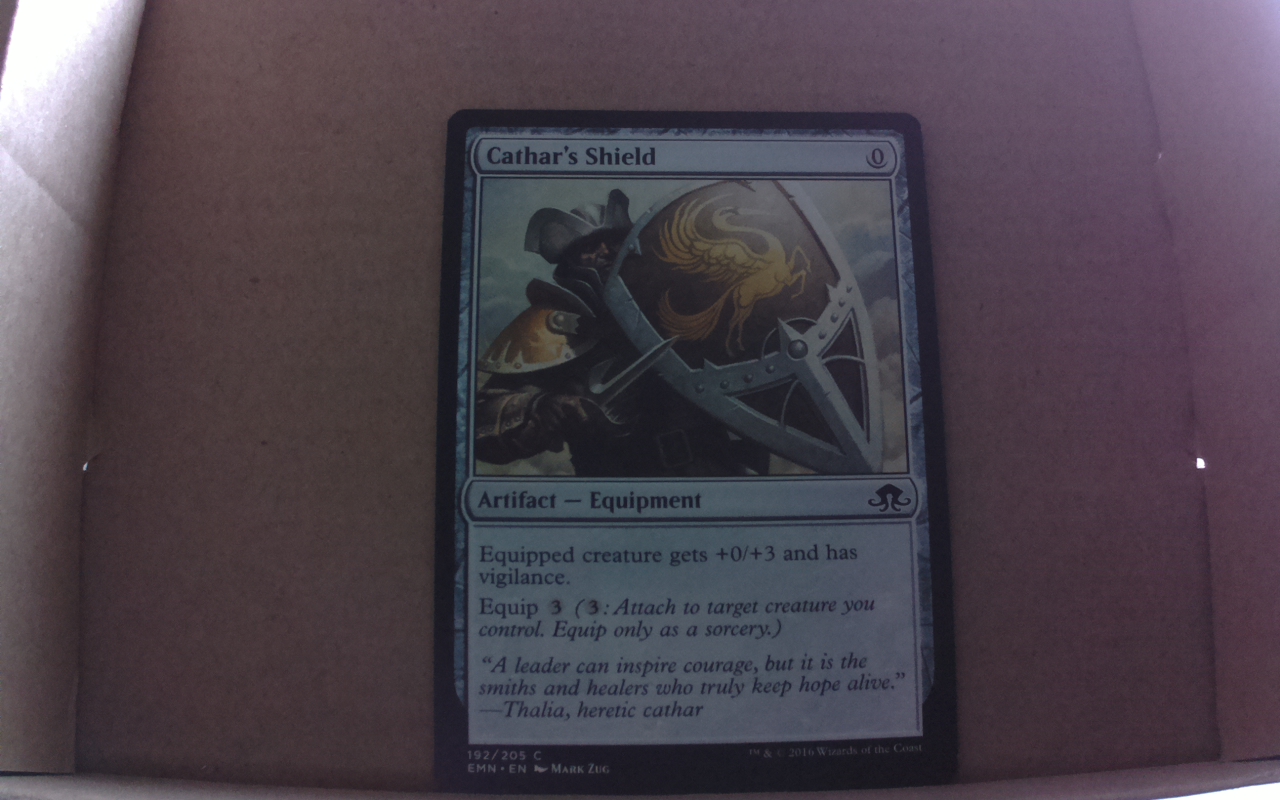 Cathar's Shield 0
Artifact — Equipment
Equipped creature gets +0/+3 and has
vigilance.
Equip 3 (3: Attach to target creature you
control. Equip only as a sorcery.)
“A leader can inspire courage, but it is the
smiths and healers who truly keep hope alive.”
—Thalia, heretic cathar
192/205 C
™ & © 2016 Wizards of the Coast
EMN • EN Mark Zug